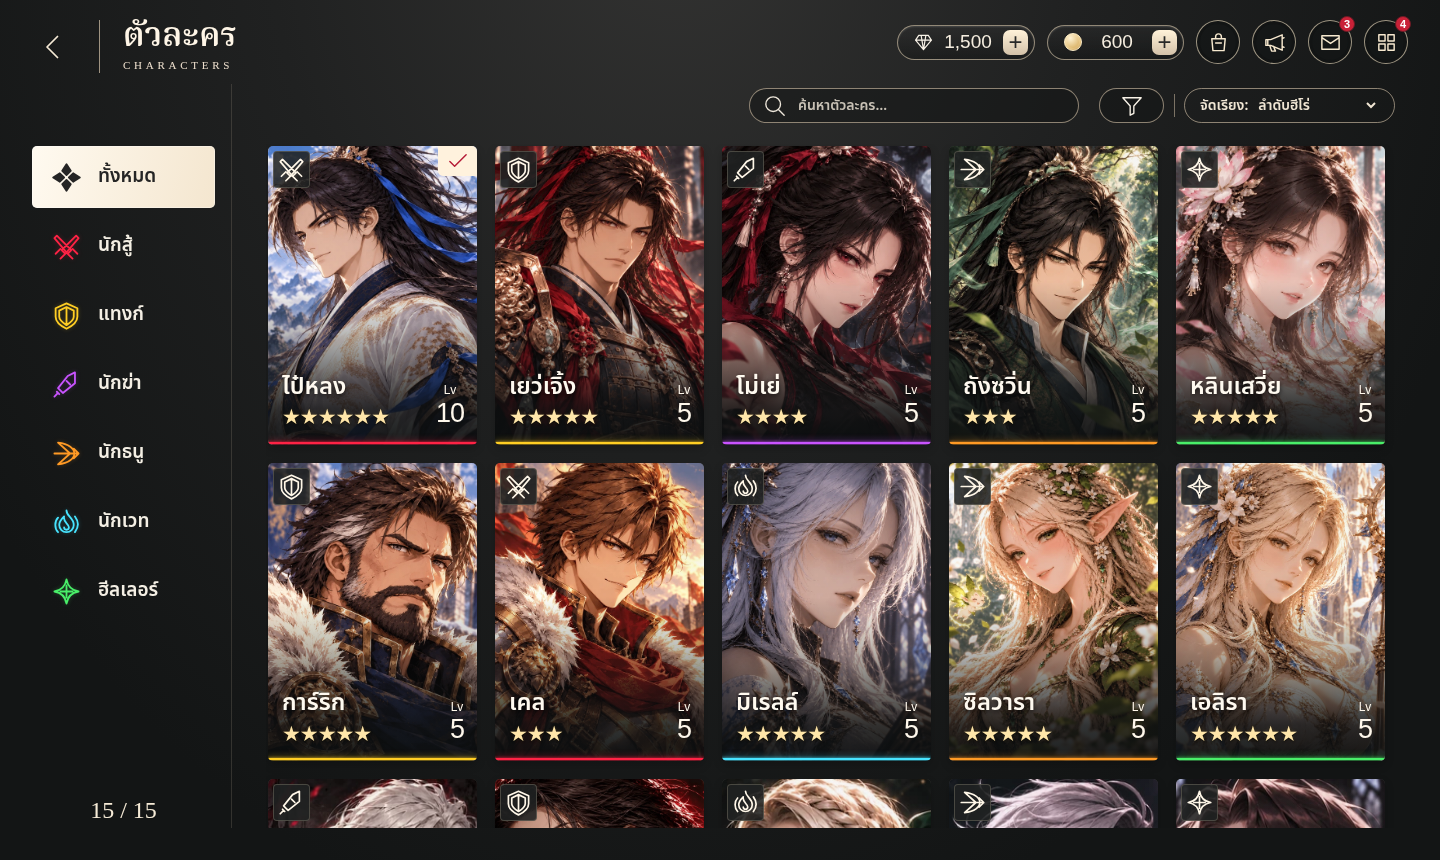 ตัวละคร
CHARACTERS
1,500
600
3
4
ค้นหาตัวละคร...
จัดเรียง: ลำดับฮีโร่
ทั้งหมด
นักสู้
แทงก์
นักฆ่า
นักธนู
นักเวท
ฮีลเลอร์
15 / 15
ไป๋หลง
Lv
10
เยว่เจิ้ง
Lv
5
โม่เย่
Lv
5
ถังซวิ่น
Lv
5
หลินเสวี่ย
Lv
5
การ์ริก
Lv
5
เคล
Lv
5
มิเรลล์
Lv
5
ซิลวารา
Lv
5
เอลิรา
Lv
5